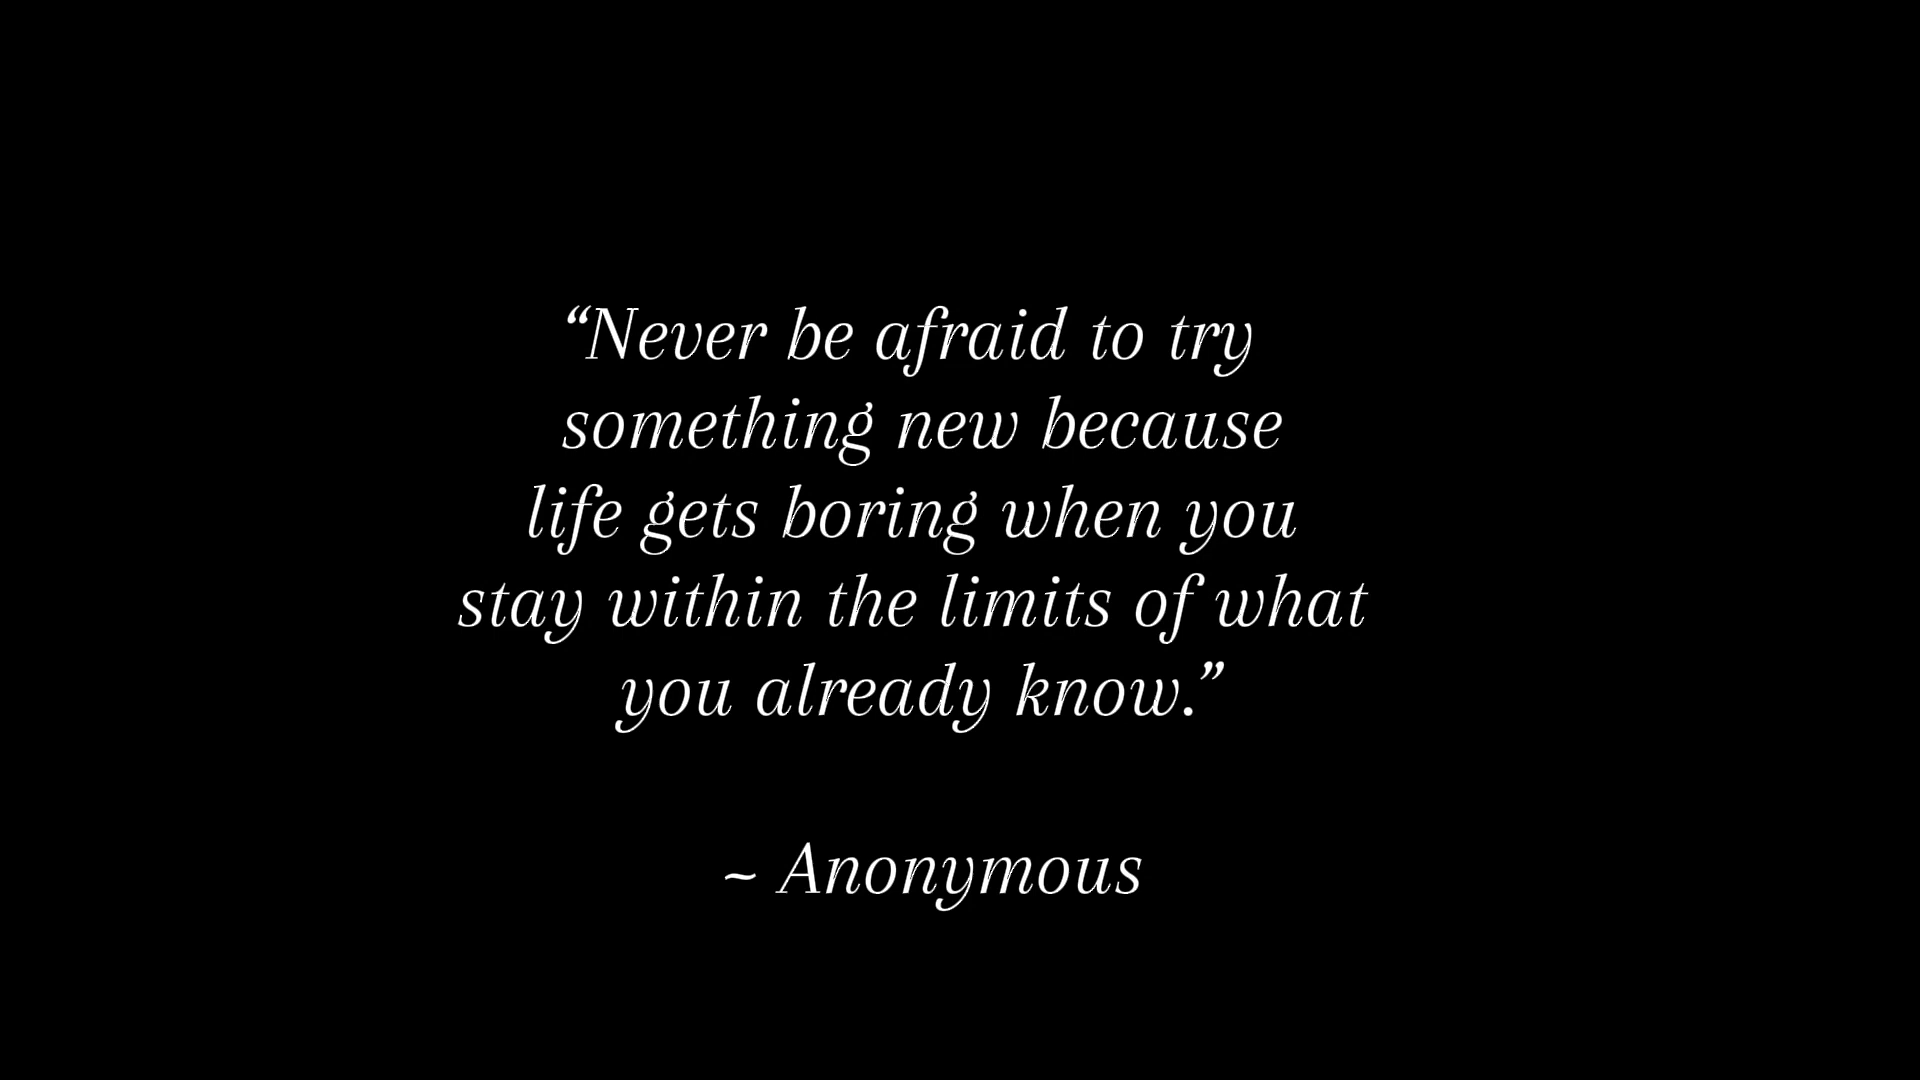 “Never be afraid to try
something new because
life gets boring when you
stay within the limits of what
you already know.”
~ Anonymous